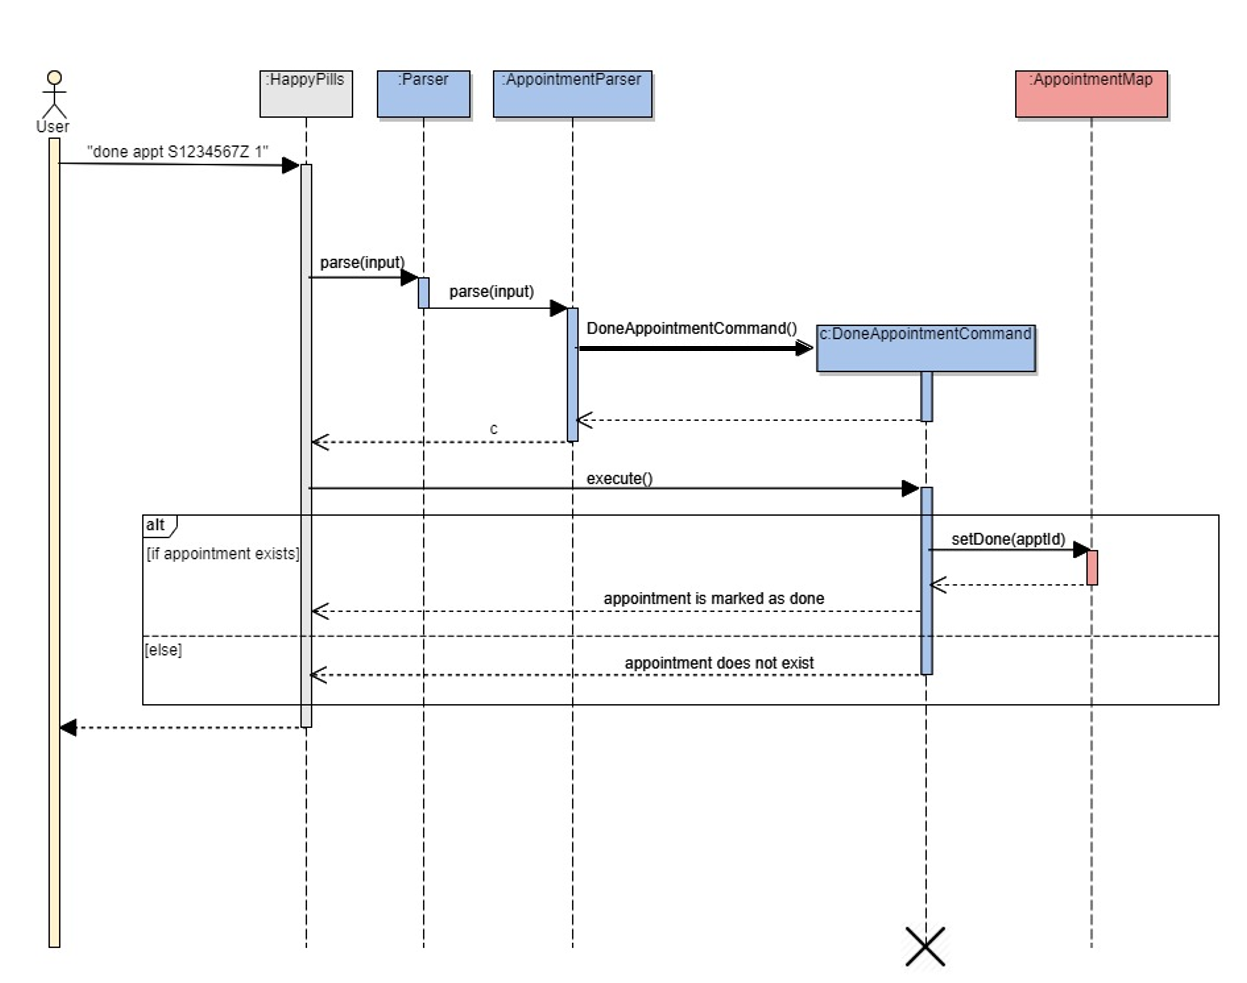 :HappyPills
:Parser
:AppointmentParser
:AppointmentMap
User
"done appt S1234567Z 1"
parse(input)
parse(input)
DoneAppointmentCommand()
c:DoneAppointmentCommand
c
execute()
alt
[if appointment exists]
setDone(apptId)
appointment is marked as done
[else]
appointment does not exist